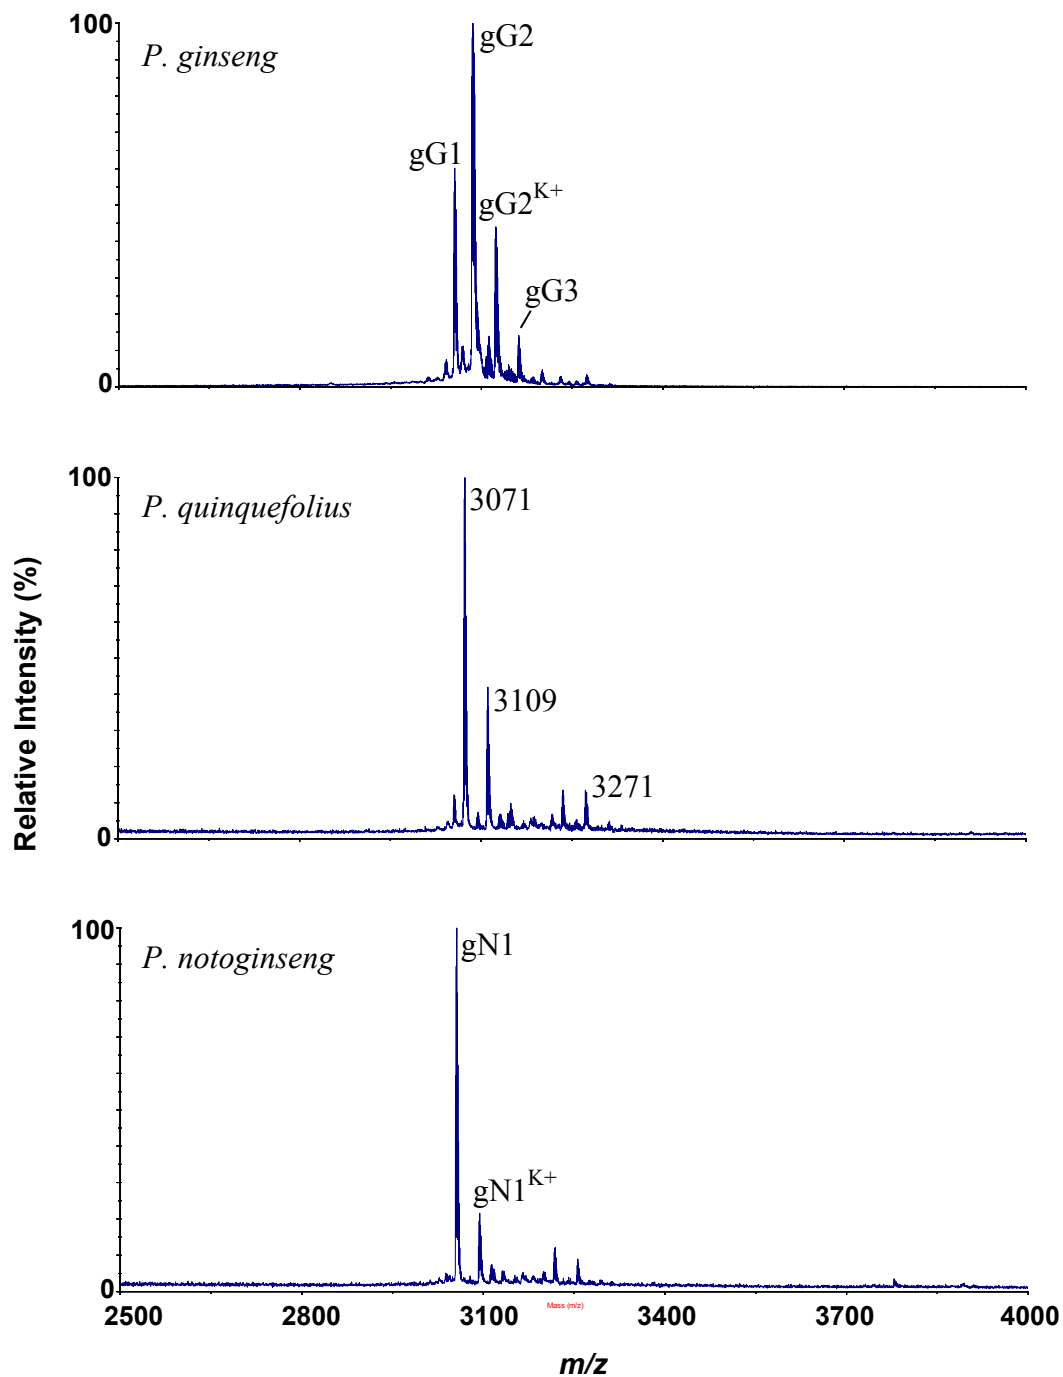 100
P. ginseng
gG2
gG1
gG2K+
gG3
0
100
P. quinquefolius
3071
3109
3271
0
Relative Intensity (%)
100
P. notoginseng
gN1
gN1K+
0
2500 2800 3100 3400 3700 4000
Mass (m/z)
m/z